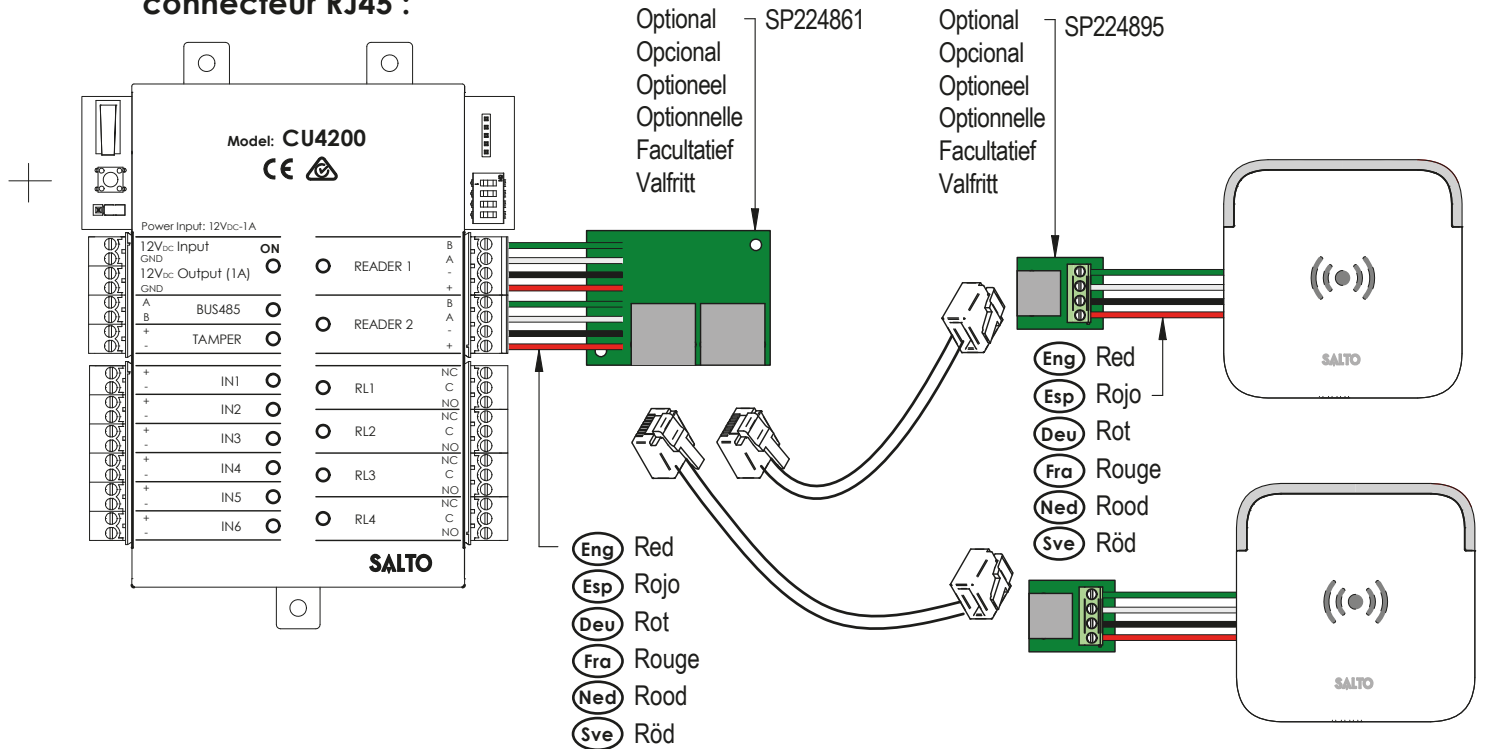 connecteur RJ45 :
Optional
Opcional
Optioneel
Optionnelle
Facultatief
Valfritt
SP224861
Optional
Opcional
Optioneel
Optionnelle
Facultatief
Valfritt
SP224895
Model: CU4200
CE
Power Input: 12VDC-1A
12VDC Input
GND
12VDC Output (1A)
GND
ON
A
B
BUS485
+
-
TAMPER
+
-
IN1
+
-
IN2
+
-
IN3
+
-
IN4
+
-
IN5
+
-
IN6
READER 1
B
A
-
+
READER 2
B
A
-
+
RL1
NC
C
NO
RL2
NC
C
NO
RL3
NC
C
NO
RL4
NC
C
NO
SALTO
Eng Red
Esp Rojo
Deu Rot
Fra Rouge
Ned Rood
Sve Röd
Eng Red
Esp Rojo
Deu Rot
Fra Rouge
Ned Rood
Sve Röd
SALTO
SALTO